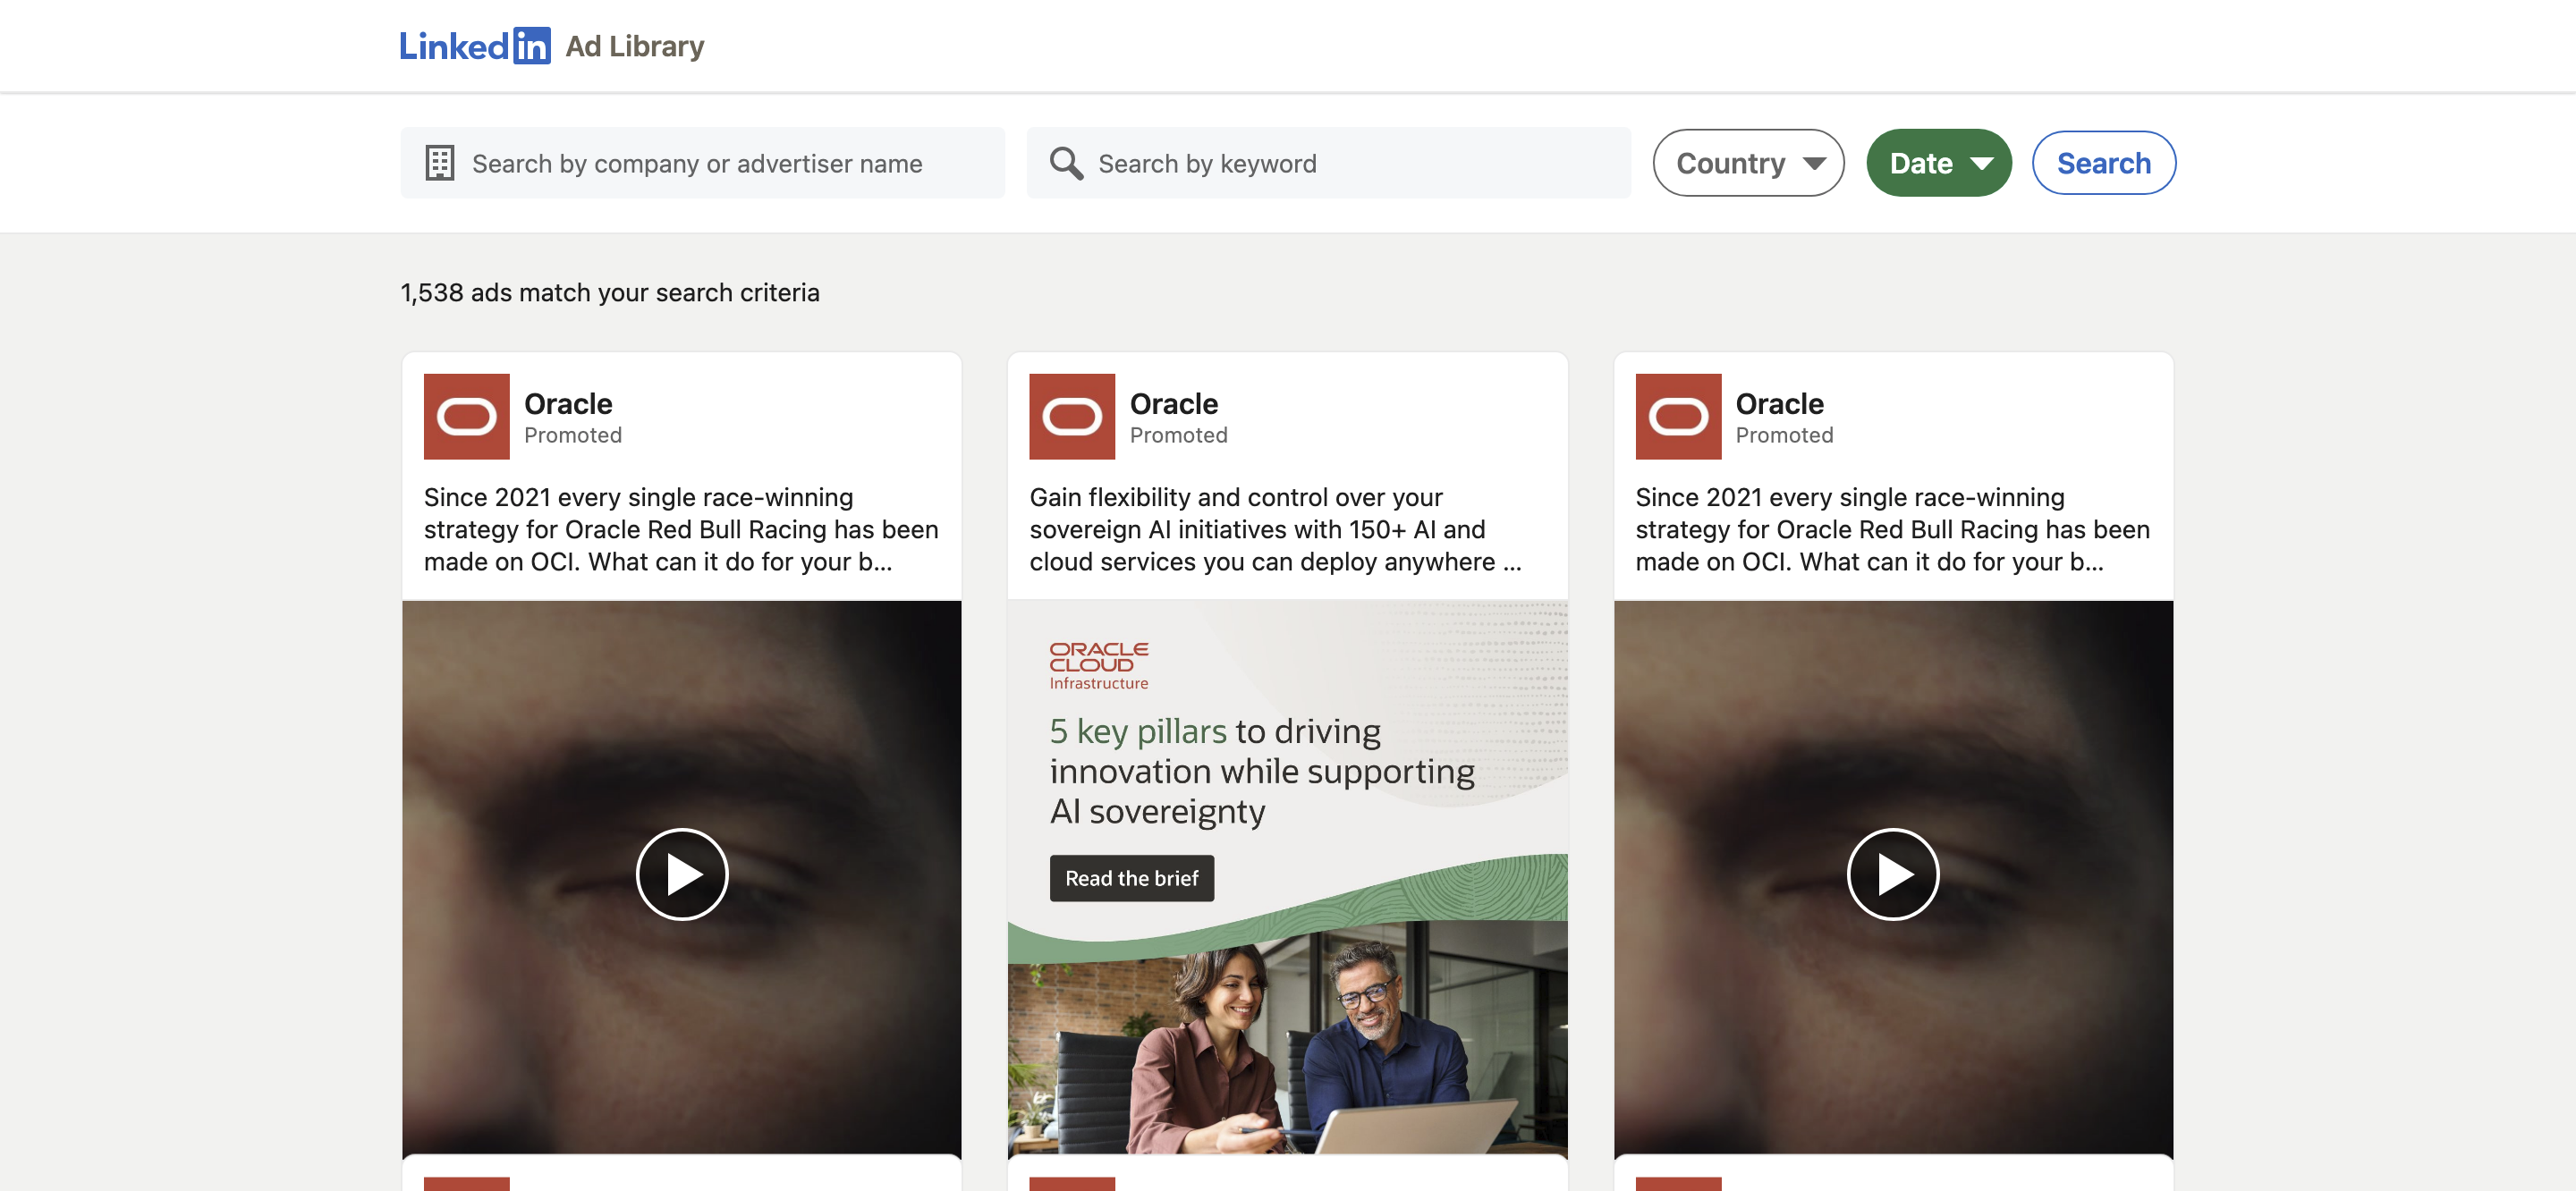 LinkedIn Ad Library
Search by company or advertiser name
Search by keyword
Country
Date
Search
1,538 ads match your search criteria
Oracle
Promoted
Since 2021 every single race-winning
strategy for Oracle Red Bull Racing has been
made on OCI. What can it do for your b...
Oracle
Promoted
Gain flexibility and control over your
sovereign AI initiatives with 150+ AI and
cloud services you can deploy anywhere ...
ORACLE
CLOUD
Infrastructure
5 key pillars to driving
innovation while supporting
AI sovereignty
Read the brief
Oracle
Promoted
Since 2021 every single race-winning
strategy for Oracle Red Bull Racing has been
made on OCI. What can it do for your b...